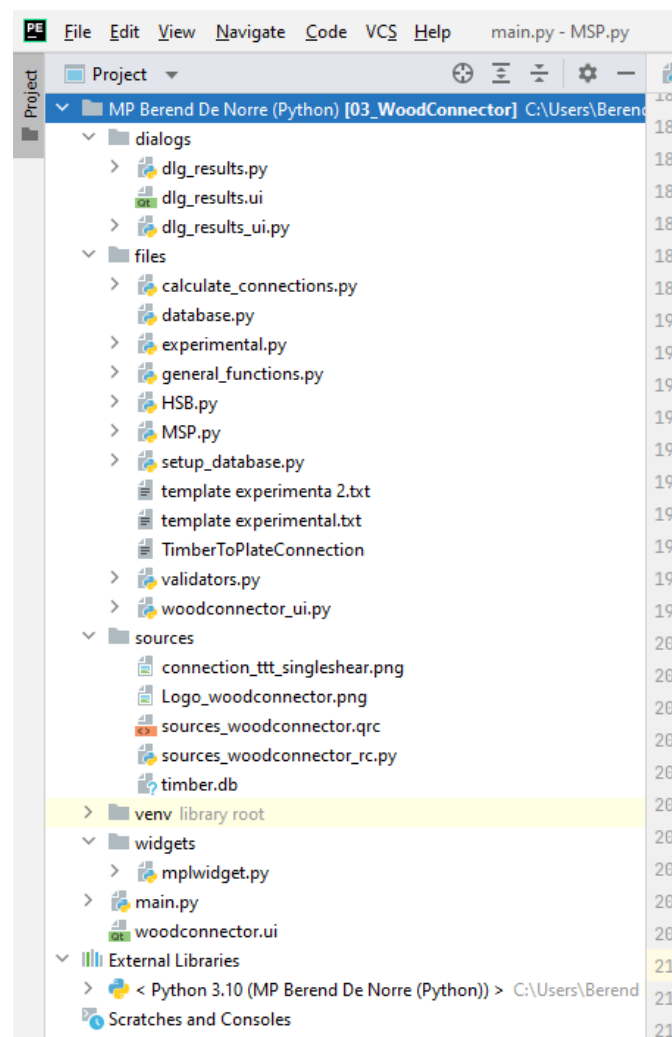 PE File Edit View Navigate Code VCS Help main.py - MSP.py
Project
Project
MP Berend De Norre (Python) [03_WoodConnector] C:\Users\Berend
dialogs
dlg_results.py
dlg_results.ui
dlg_results_ui.py
files
calculate_connections.py
database.py
experimental.py
general_functions.py
HSB.py
MSP.py
setup_database.py
template experimenta 2.txt
template experimental.txt
TimberToPlateConnection
validators.py
woodconnector_ui.py
sources
connection_ttt_singleshear.png
Logo_woodconnector.png
sources_woodconnector.qrc
sources_woodconnector_rc.py
timber.db
venv library root
widgets
mplwidget.py
main.py
woodconnector.ui
External Libraries
< Python 3.10 (MP Berend De Norre (Python)) > C:\Users\Berend
Scratches and Consoles